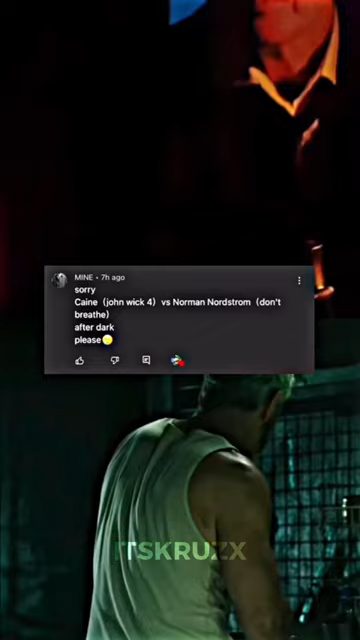 MINE • 7h ago
sorry
Caine (john wick 4) vs Norman Nordstrom (don't
breathe)
after dark
please🌝
ITSKRUZX